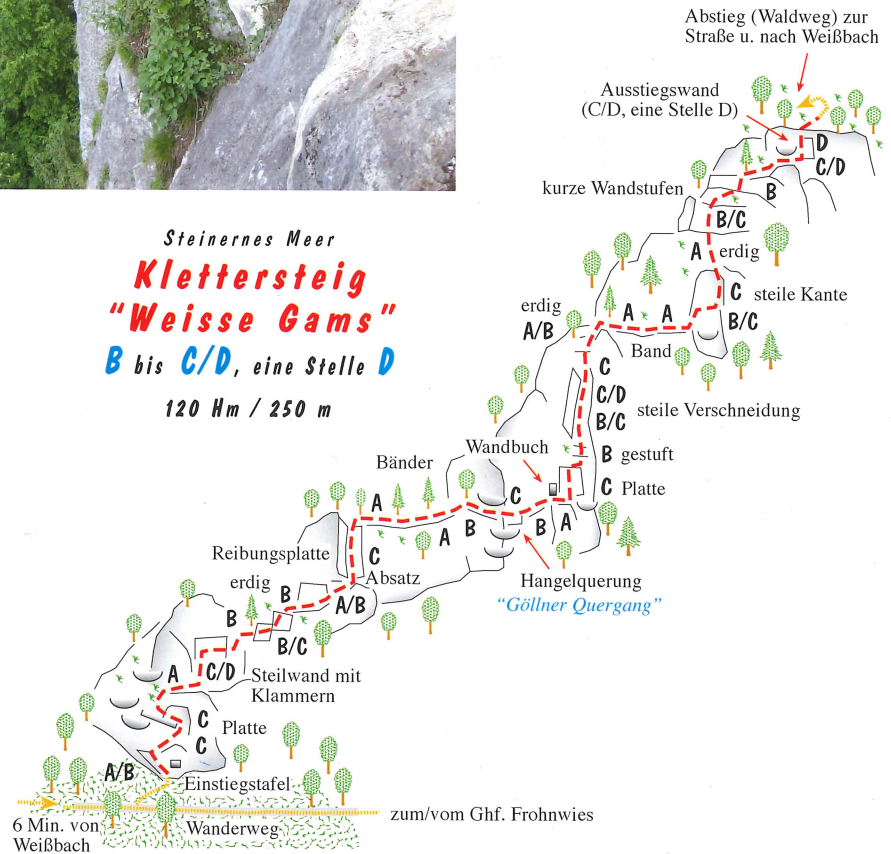 Abstieg (Waldweg) zur
Straße u. nach Weißbach
Ausstiegswand
(C/D, eine Stelle D)
D
C/D
kurze Wandstufen
B
B/C
A
erdig
Steinernes Meer
Klettersteig
"Weisse Gams"
B bis C/D, eine Stelle D
120 Hm / 250 m
C
steile Kante
B/C
erdig
A/B
A
A
Band
C
C/D
B/C
steile Verschneidung
B
gestuft
Wandbuch
C
Platte
Bänder
A
C
A
B
B
A
Reibungsplatte
C
Absatz
Hangelquerung
"Göllner Quergang"
erdig
B
A/B
B
B/C
A
C/D
Steilwand mit
Klammern
C
Platte
C
A/B
Einstiegstafel
zum/vom Ghf. Frohnwies
6 Min. von
Weißbach
Wanderweg